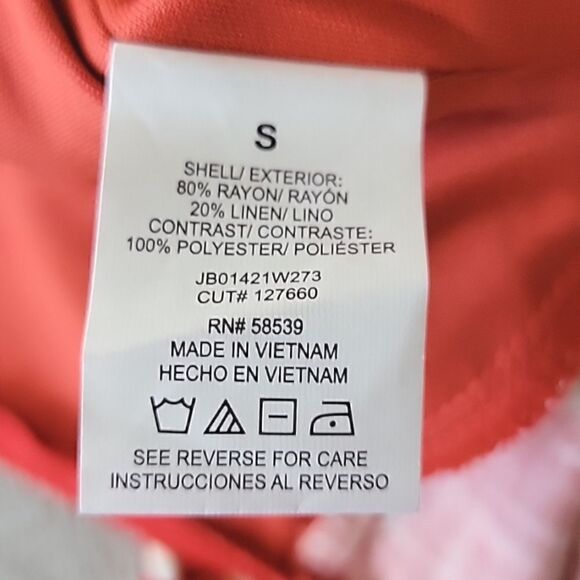 S
SHELL/ EXTERIOR:
80% RAYON/ RAYÓN
20% LINEN/ LINO
CONTRAST/ CONTRASTE:
100% POLYESTER/ POLIÉSTER
JB01421W273
CUT# 127660
RN# 58539
MADE IN VIETNAM
HECHO EN VIETNAM
SEE REVERSE FOR CARE
INSTRUCCIONES AL REVERSO